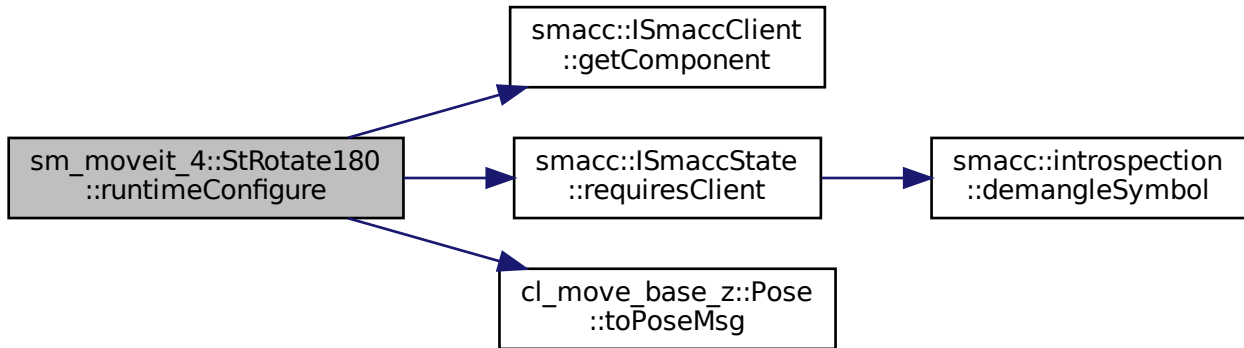 smacc::ISmaccClient
::getComponent
sm_moveit_4::StRotate180
::runtimeConfigure
smacc::ISmaccState
::requiresClient
smacc::introspection
::demangleSymbol
cl_move_base_z::Pose
::toPoseMsg